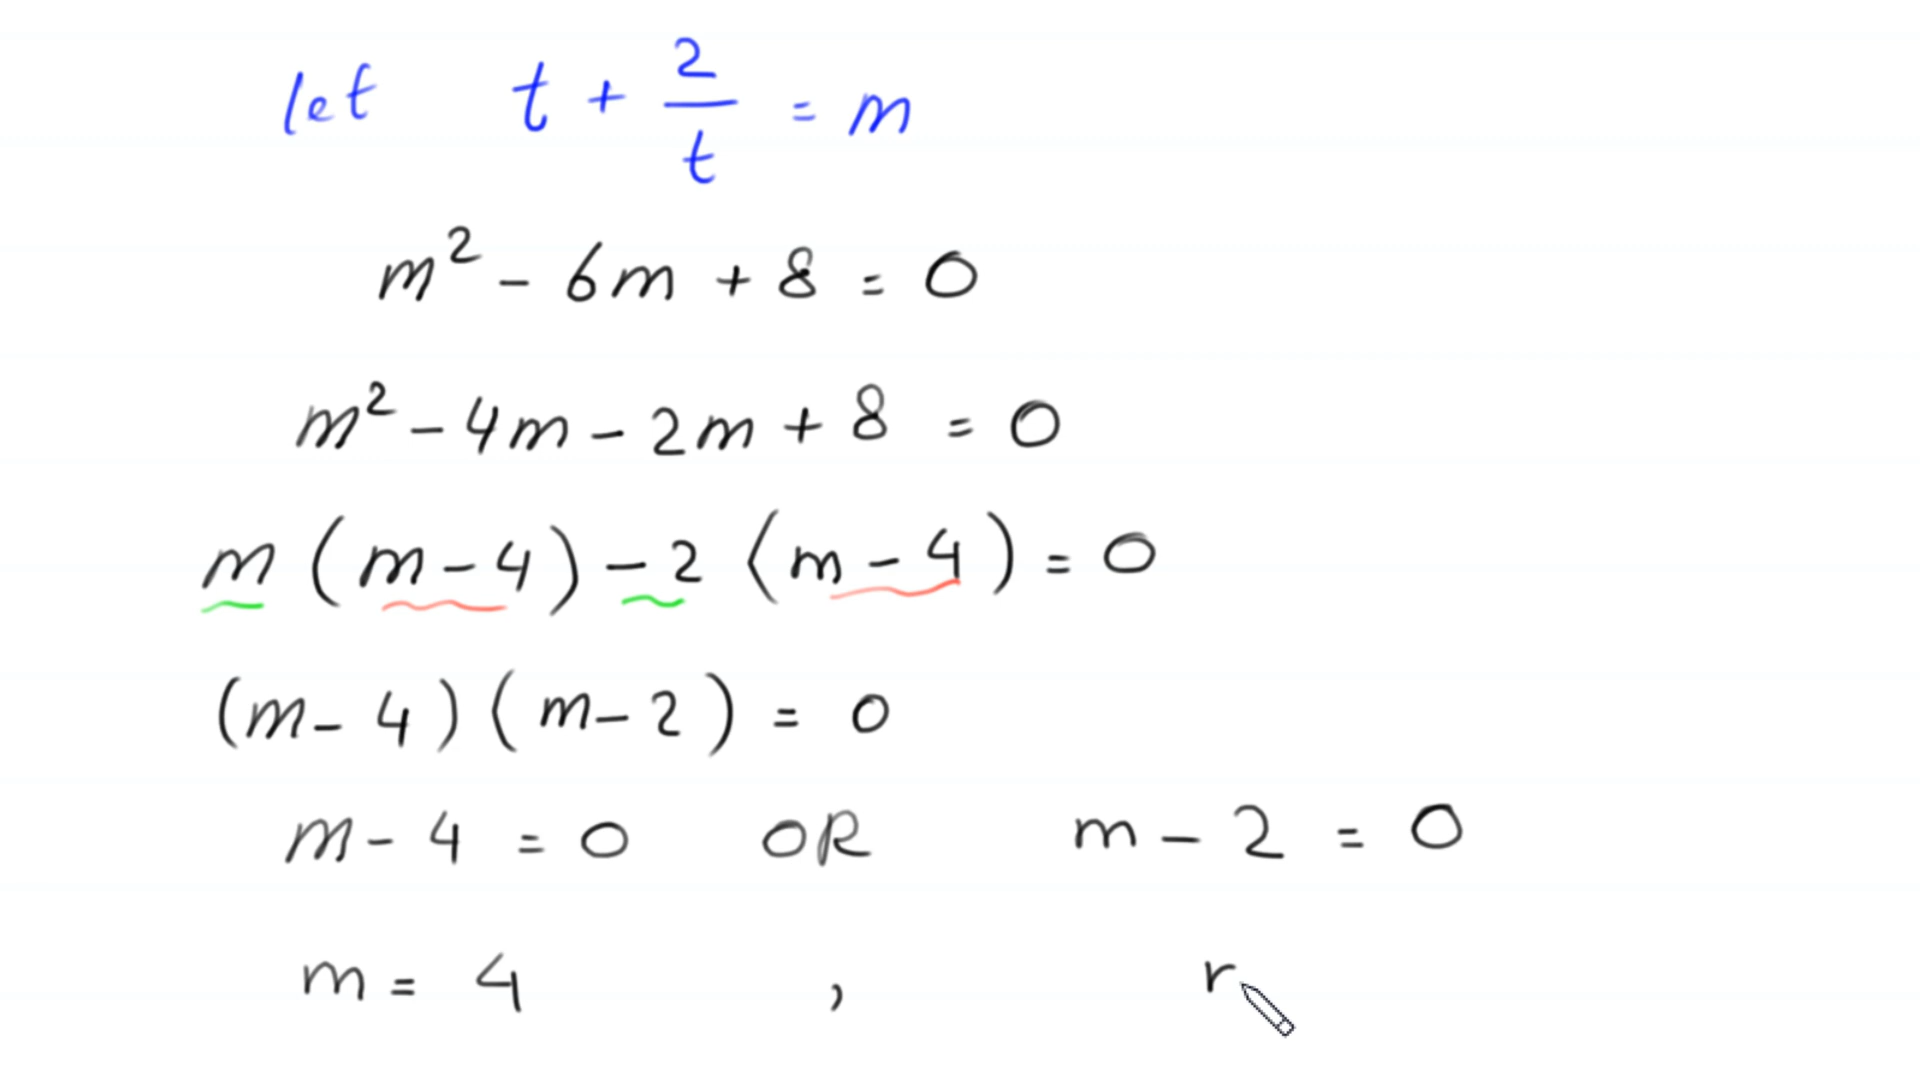 let t + 2/t = m
m² - 6m + 8 = 0
m² - 4m - 2m + 8 = 0
m (m - 4) - 2 (m - 4) = 0
(m - 4) (m - 2) = 0
m - 4 = 0 OR m - 2 = 0
m = 4 , r